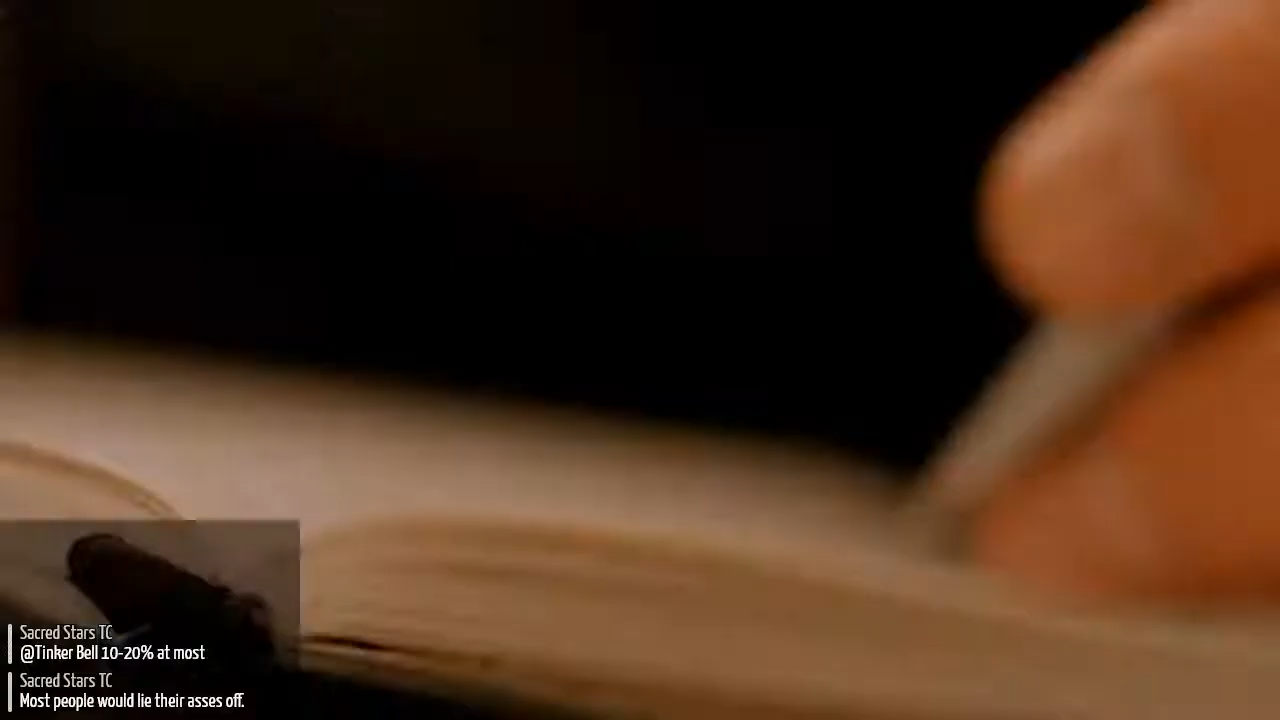 Sacred Stars TC
@Tinker Bell 10-20% at most
Sacred Stars TC
Most people would lie their asses off.